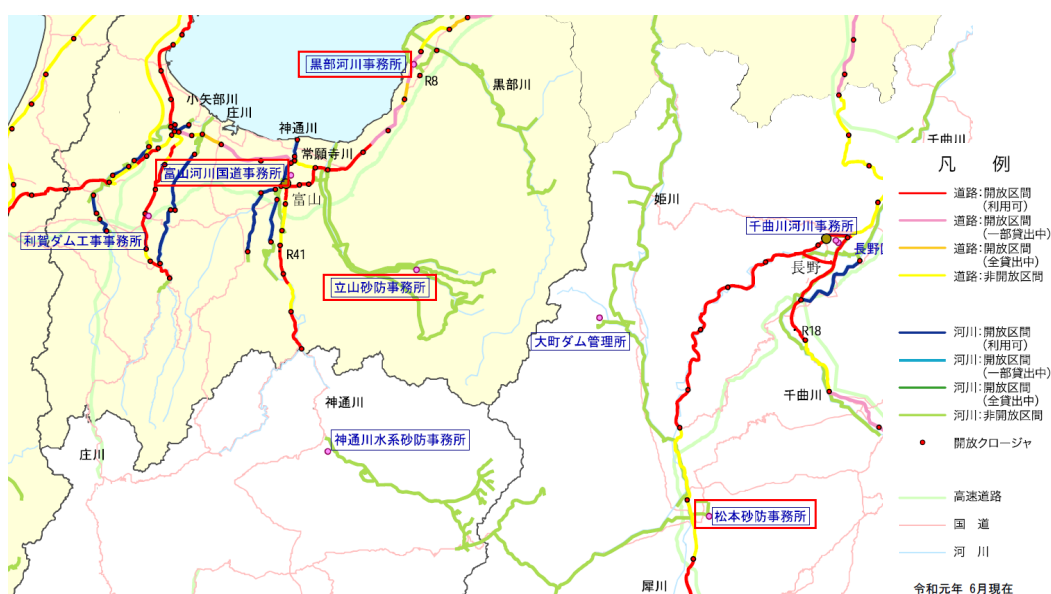 黒部河川事務所
R8
黒部川
小矢部川
庄川
神通川
常願寺川
千曲川
富山河川国道事務所
富山
姫川
利賀ダム工事事務所
R41
立山砂防事務所
千曲川河川事務所
長野
長野
大町ダム管理所
R18
千曲川
神通川
神通川水系砂防事務所
庄川
松本砂防事務所
犀川
凡 例
道路:開放区間
(利用可)
道路:開放区間
(一部貸出中)
道路:開放区間
(全貸出中)
道路:非開放区間
河川:開放区間
(利用可)
河川:開放区間
(一部貸出中)
河川:開放区間
(全貸出中)
河川:非開放区間
開放クロージャ
高速道路
国 道
河 川
令和元年 6月現在